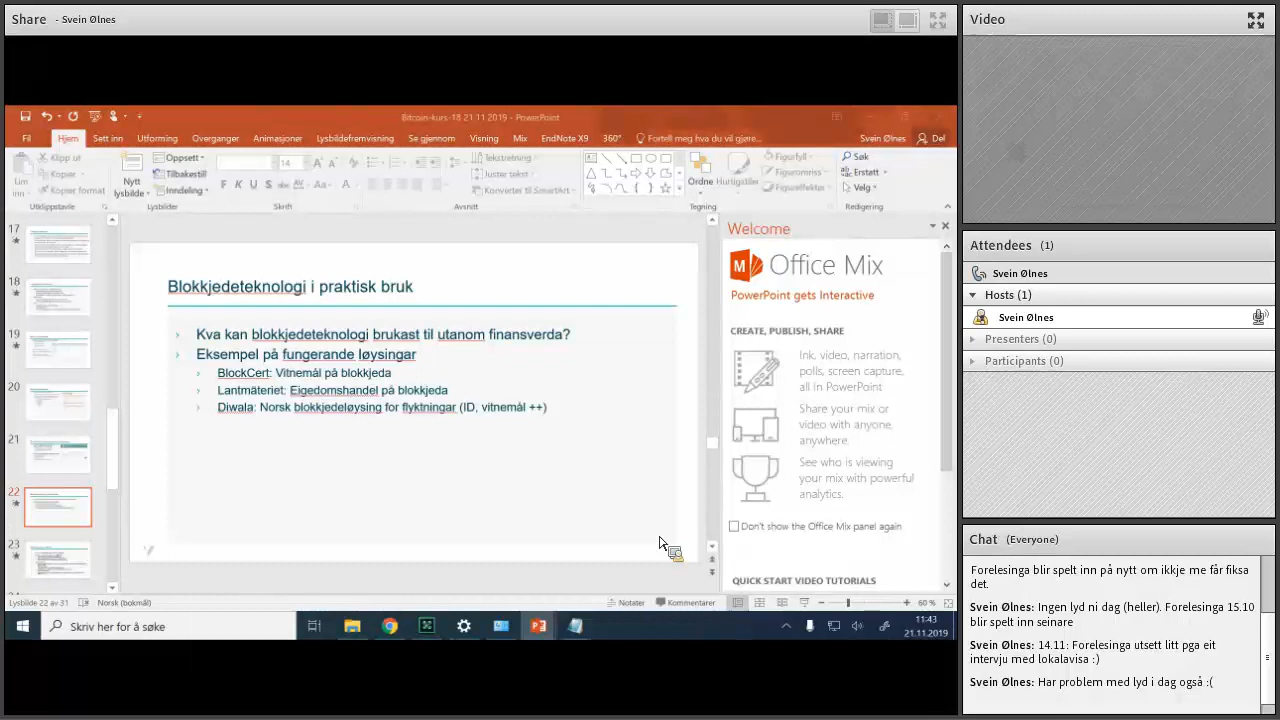 Share - Svein Ølnes
Video
Bitcoin-kurs-18 21 11 2019 - PowerPoint
Fil Hjem Sett inn Utforming Overganger Animasjoner Lysbildefremvisning Se gjennom Visning Mix EndNote X9 360° Fortell meg hva du vil gjøre... Svein Ølnes Del
Lim inn
Klipp ut
Kopier
Kopier format
Utklippstavle
Nytt lysbilde
Oppsett
Tilbakestill
Inndeling
Lysbilder
14
F K U S abc AV Aa A
Skrift
Tekstretning
Juster tekst
Konverter til SmartArt
Avsnitt
Ordne
Hurtigstiler
Figurfyll
Figuromriss
Figureffekter
Tegning
Søk
Erstatt
Velg
Redigering
17
18
19
20
21
22
23
Blokkjedeteknologi i praktisk bruk
Kva kan blokkjedeteknologi brukast til utanom finansverda?
Eksempel på fungerande løysingar
BlockCert: Vitnemål på blokkjeda
Lantmäteriet: Eigedomshandel på blokkjeda
Diwala: Norsk blokkjedeløysing for flyktningar (ID, vitnemål ++)
Welcome
Office Mix
PowerPoint gets Interactive
CREATE, PUBLISH, SHARE
Ink, video, narration,
polls, screen capture,
all in PowerPoint
Share your mix or
video with anyone,
anywhere.
See who is viewing
your mix with powerful
analytics.
Don't show the Office Mix panel again
QUICK START VIDEO TUTORIALS
Lysbilde 22 av 31 Norsk (bokmål) Notater Kommentarer 60 %
Skriv her for å søke
11:43
21.11.2019
Attendees (1)
Svein Ølnes
Hosts (1)
Svein Ølnes
Presenters (0)
Participants (0)
Chat (Everyone)
Forelesinga blir spelt inn på nytt om ikkje me får fiksa
det.
Svein Ølnes: Ingen lyd ni dag (heller). Forelesinga 15.10
blir spelt inn seinare
Svein Ølnes: 14.11: Forelesinga utsett litt pga eit
intervju med lokalavisa :)
Svein Ølnes: Har problem med lyd i dag også :(